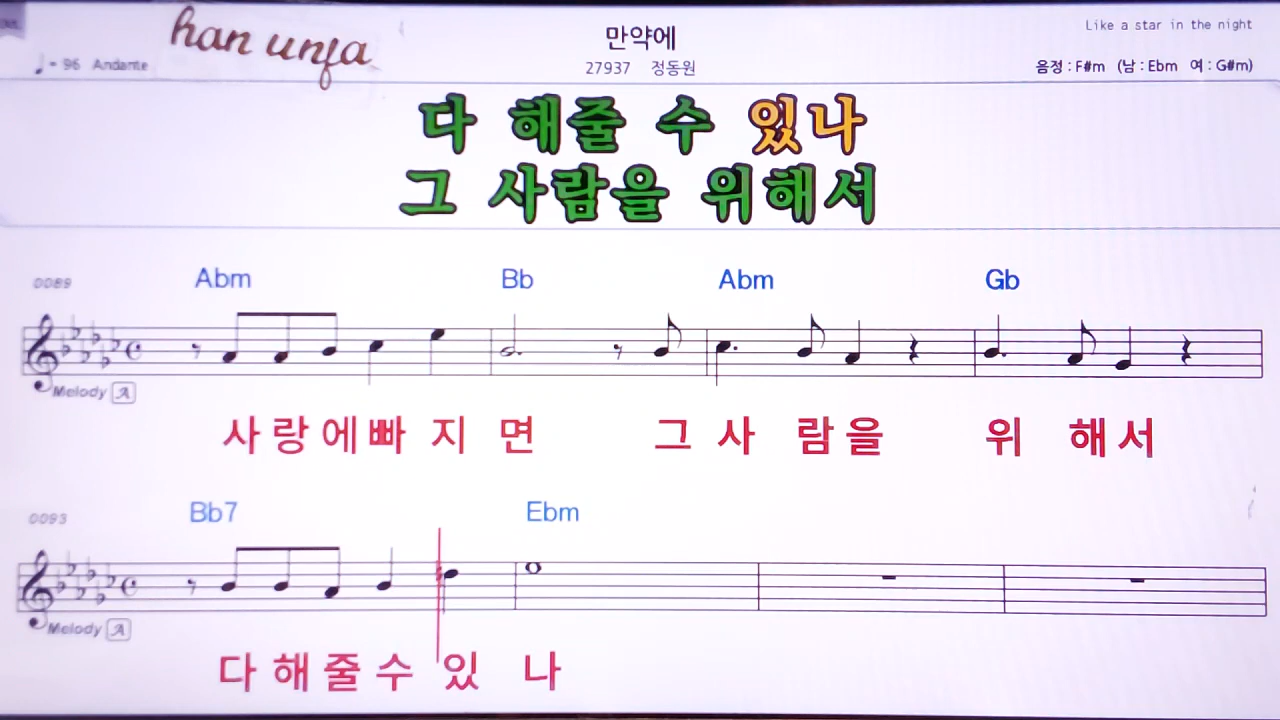 Like a star in the night
han unfa
만약에
♩= 96 Andante
27937 정동원
음정 : F#m (남 : Ebm 여 : G#m)
다 해줄 수 있나
그 사람을 위해서
0089
Abm Bb Abm Gb
Melody A
사 랑 에 빠 지 면 그 사 람 을 위 해 서
0093
Bb7 Ebm
Melody A
다 해 줄 수 있 나